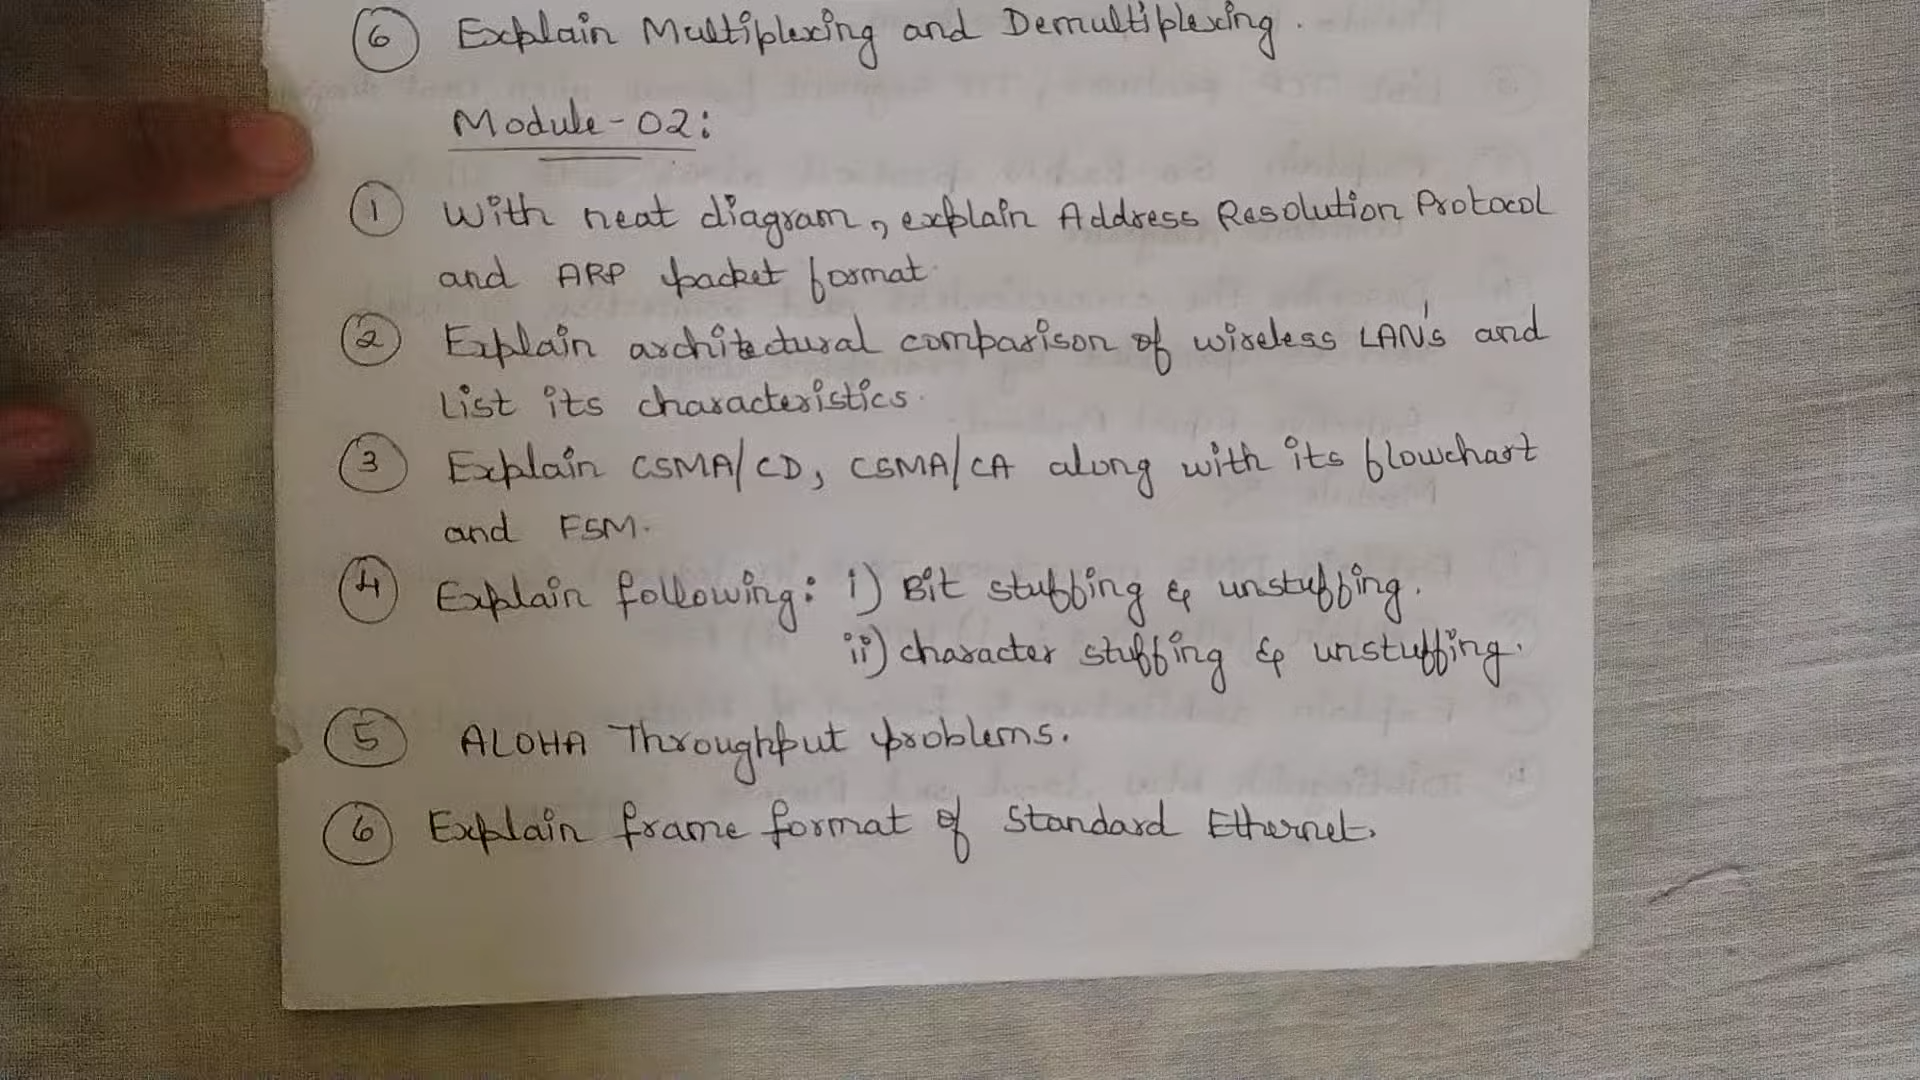 6 Explain Multiplexing and Demultiplexing.
Module-02:
1 With neat diagram, explain Address Resolution Protocol
and ARP packet format.
2 Explain architectural comparison of wireless LAN's and
List its characteristics.
3 Explain CSMA/CD, CSMA/CA along with its flowchart
and FSM.
4 Explain following: i) Bit stuffing & unstuffing.
ii) character stuffing & unstuffing.
5 ALOHA Throughput problems.
6 Explain frame format of Standard Ethernet.